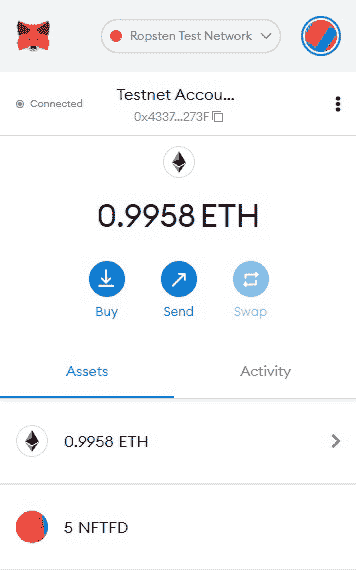 Ropsten Test Network
Connected
Testnet Accou...
0x4337...273F
0.9958 ETH
Buy
Send
Swap
Assets
Activity
0.9958 ETH
5 NFTFD